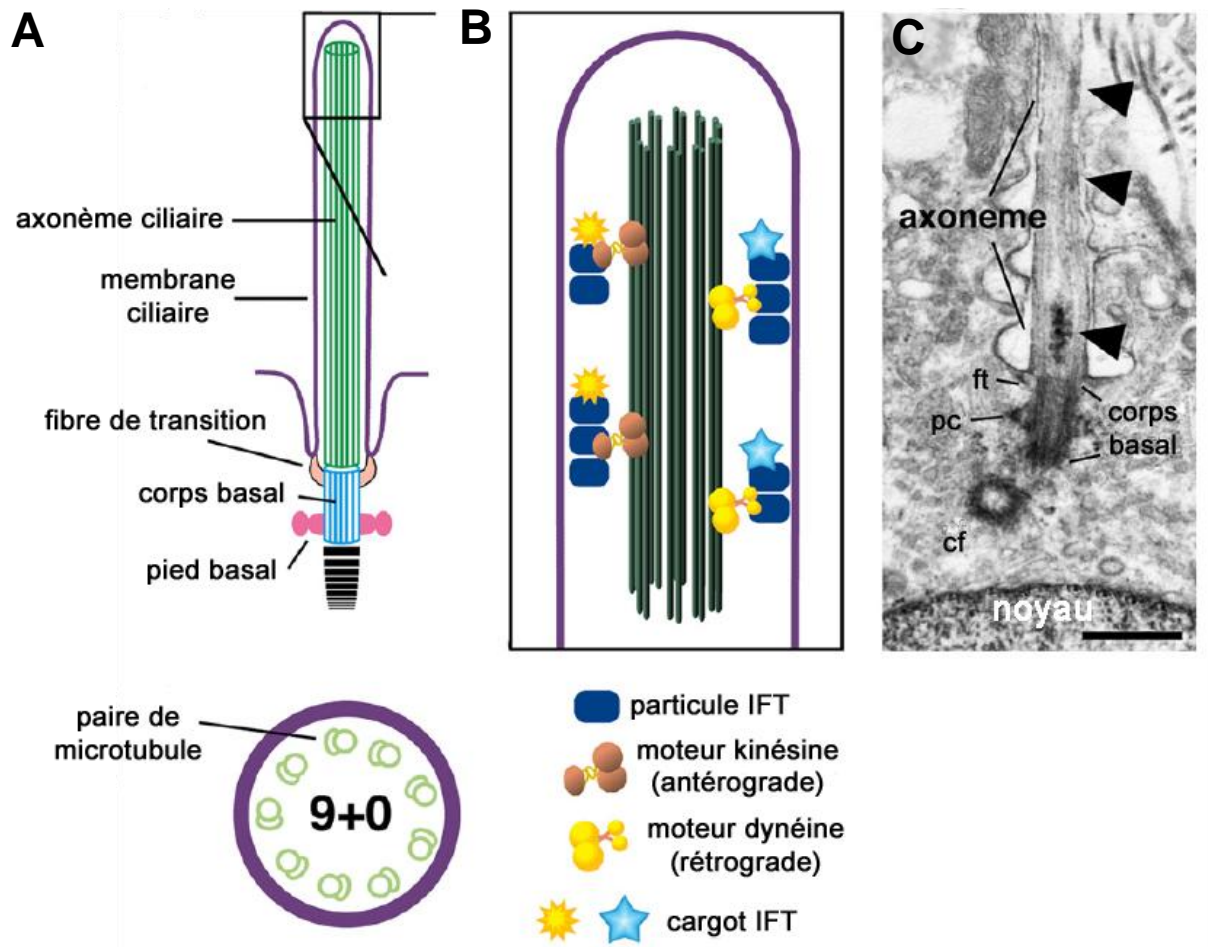 A
axonème ciliaire
membrane
ciliaire
fibre de transition
corps basal
pied basal
paire de
microtubule
9+0
B
particule IFT
moteur kinésine
(antérograde)
moteur dynéine
(rétrograde)
cargot IFT
C
axoneme
ft
pc
corps
basal
cf
noyau